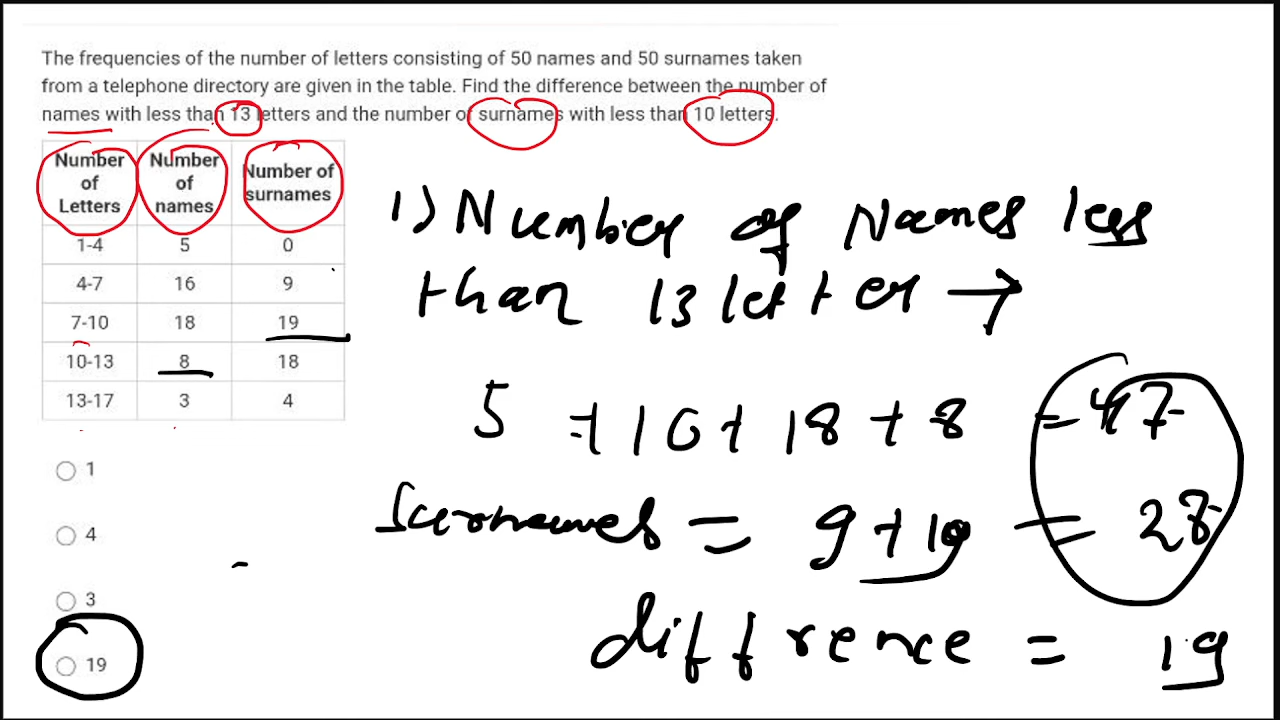 The frequencies of the number of letters consisting of 50 names and 50 surnames taken
from a telephone directory are given in the table. Find the difference between the number of
names with less than 13 letters and the number of surnames with less than 10 letters.
Number of Letters Number of names Number of surnames
1-4 5 0
4-7 16 9
7-10 18 19
10-13 8 18
13-17 3 4
1
4
3
19
1) Number of Names less
than 13 letter →
5 + 16 + 18 + 8 = 47
Surnames = 9 + 19 = 28
diffrence = 19